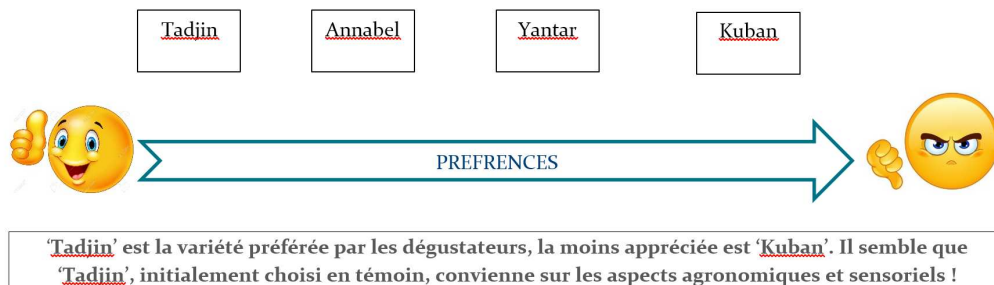 Tadjin Annabel Yantar Kuban
PREFRENCES
‘Tadjin’ est la variété préférée par les dégustateurs, la moins appréciée est ‘Kuban’. Il semble que
‘Tadjin’, initialement choisi en témoin, convienne sur les aspects agronomiques et sensoriels !